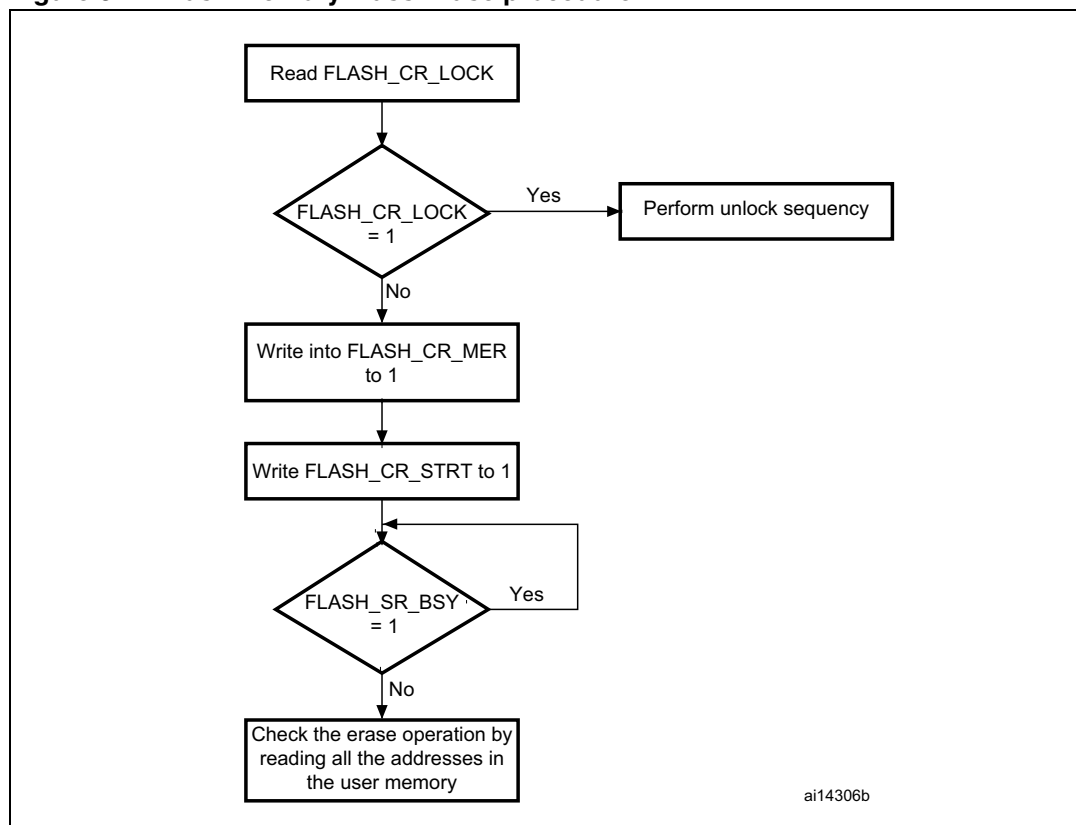 Read FLASH_CR_LOCK
FLASH_CR_LOCK
= 1
Yes
Perform unlock sequency
No
Write into FLASH_CR_MER
to 1
Write FLASH_CR_STRT to 1
FLASH_SR_BSY
= 1
Yes
No
Check the erase operation by
reading all the addresses in
the user memory
ai14306b